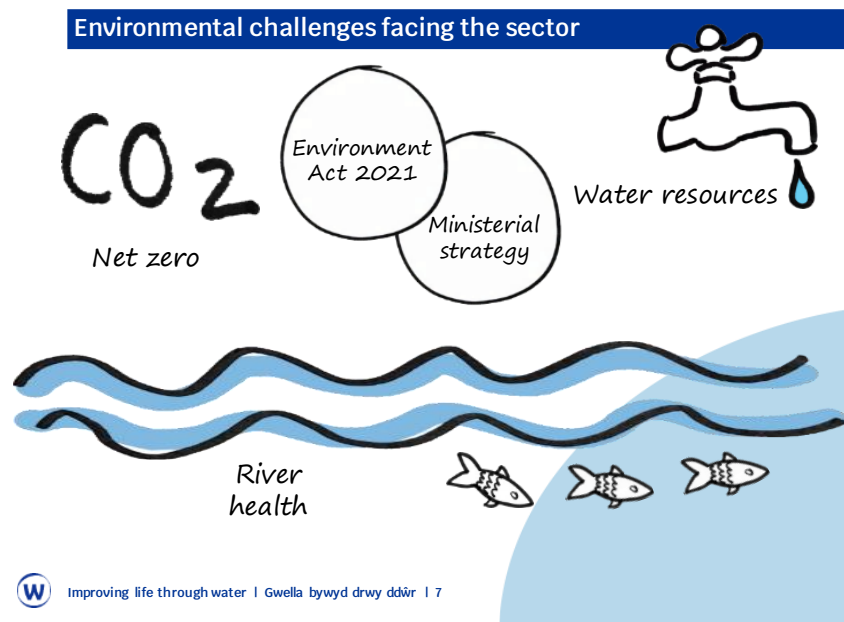 Environmental challenges facing the sector
CO2
Net zero
Environment
Act 2021
Ministerial
strategy
Water resources
River
health
W
Improving life through water | Gwella bywyd drwy ddŵr | 7